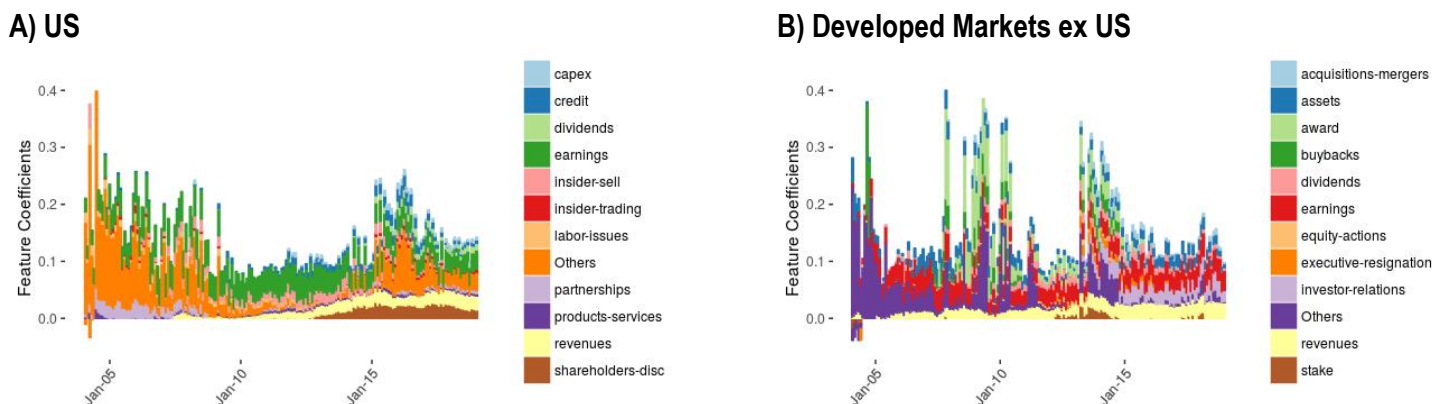 A) US
Feature Coefficients
0.4
0.3
0.2
0.1
0.0
Jan-05
Jan-10
Jan-15
capex
credit
dividends
earnings
insider-sell
insider-trading
labor-issues
Others
partnerships
products-services
revenues
shareholders-disc
B) Developed Markets ex US
Feature Coefficients
0.4
0.3
0.2
0.1
0.0
Jan-05
Jan-10
Jan-15
acquisitions-mergers
assets
award
buybacks
dividends
earnings
equity-actions
executive-resignation
investor-relations
Others
revenues
stake